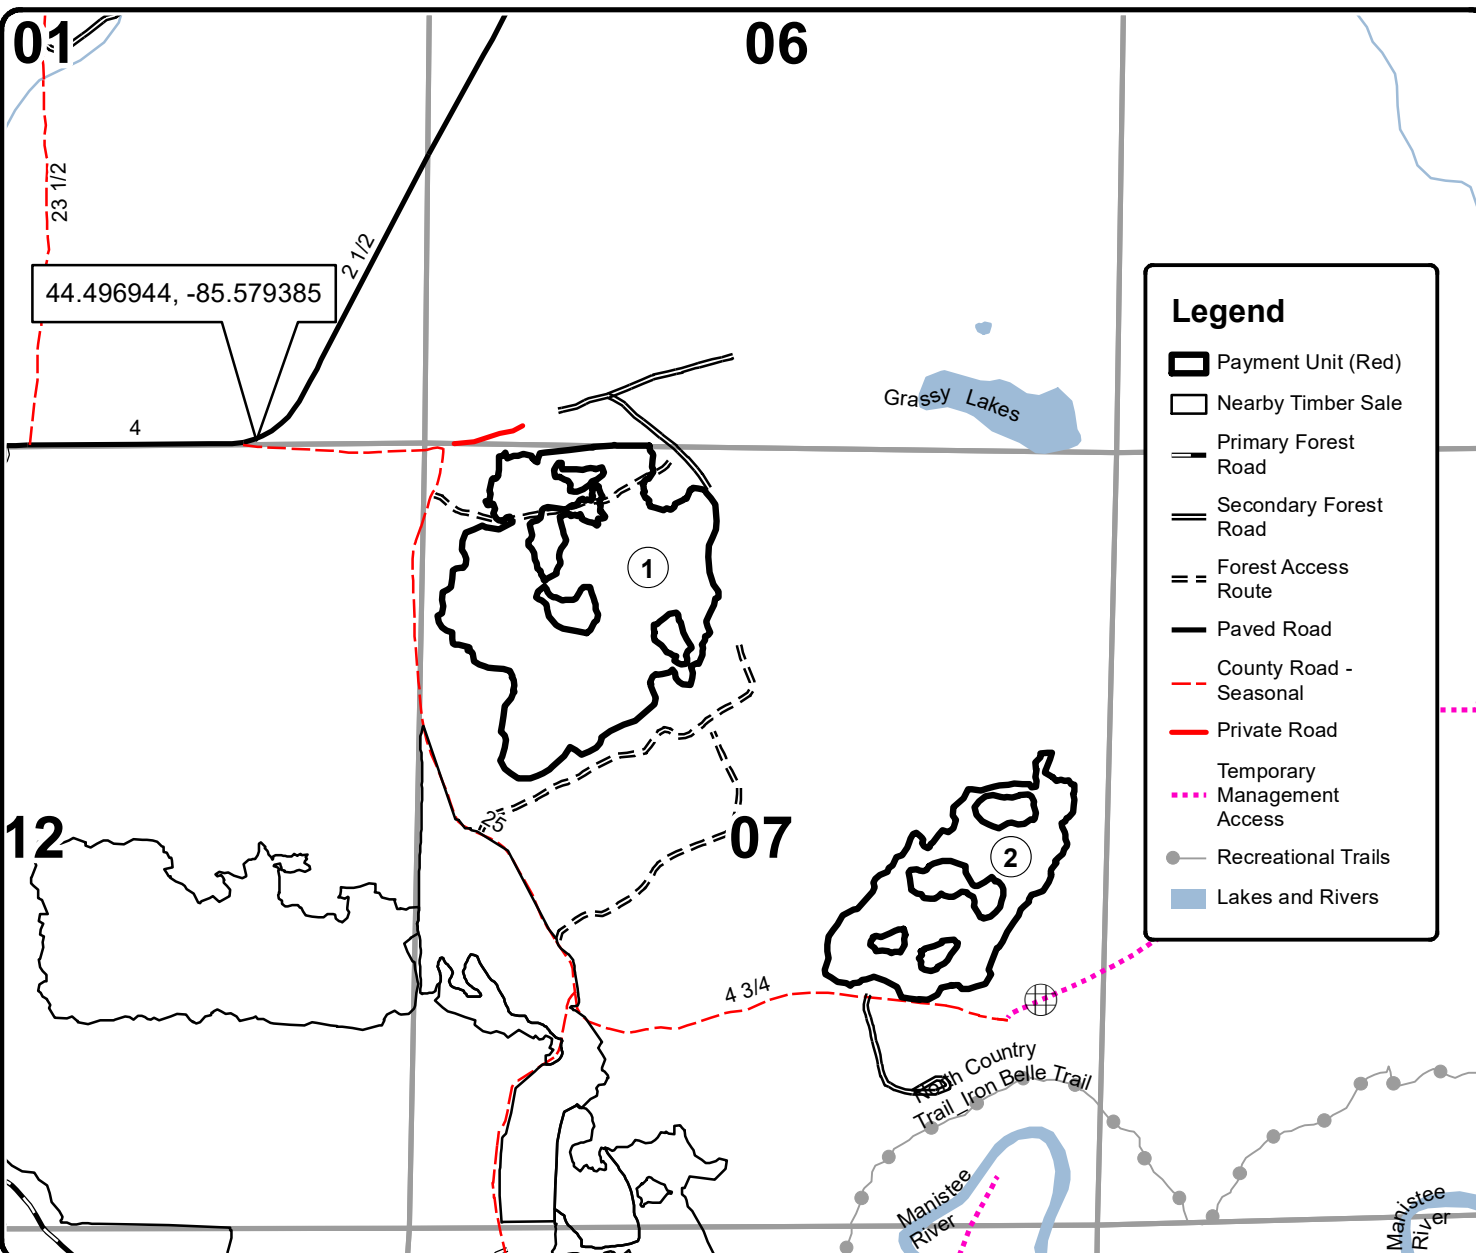 01
06
23 1/2
2 1/2
44.496944, -85.579385
4
Grassy Lakes
1
25
12
07
2
4 3/4
North Country
Trail_Iron Belle Trail
Manistee
River
Manistee
River
Legend
Payment Unit (Red)
Nearby Timber Sale
Primary Forest
Road
Secondary Forest
Road
Forest Access
Route
Paved Road
County Road -
Seasonal
Private Road
Temporary
Management
Access
Recreational Trails
Lakes and Rivers